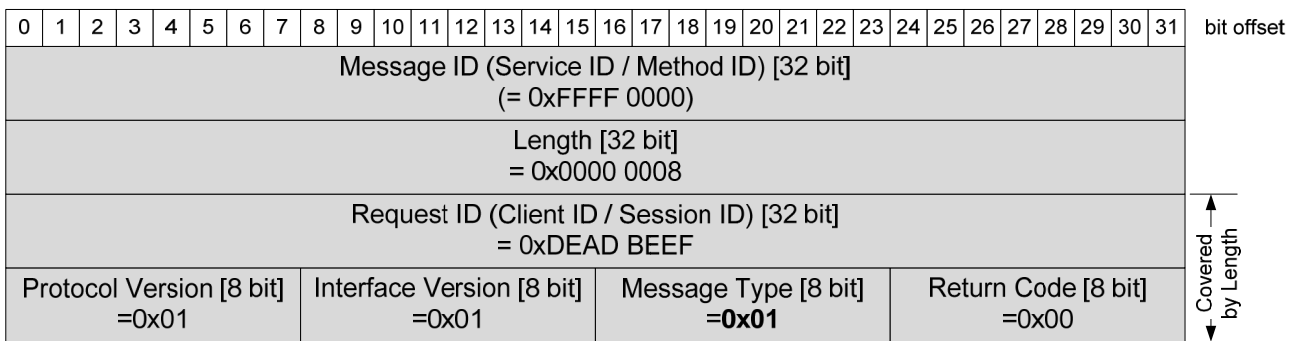 0 1 2 3 4 5 6 7 8 9 10 11 12 13 14 15 16 17 18 19 20 21 22 23 24 25 26 27 28 29 30 31 bit offset
Message ID (Service ID / Method ID) [32 bit]
(= 0xFFFF 0000)
Length [32 bit]
= 0x0000 0008
Request ID (Client ID / Session ID) [32 bit]
= 0xDEAD BEEF
Protocol Version [8 bit] Interface Version [8 bit] Message Type [8 bit] Return Code [8 bit]
=0x01 =0x01 =0x01 =0x00
Covered
by Length